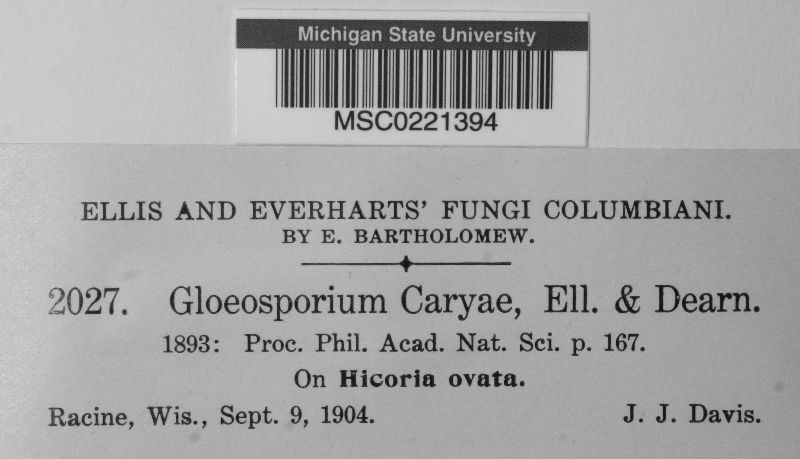 Michigan State University
MSC0221394
ELLIS AND EVERHARTS' FUNGI COLUMBIANI.
BY E. BARTHOLOMEW.
2027. Gloeosporium Caryae, Ell. & Dearn.
1893: Proc. Phil. Acad. Nat. Sci. p. 167.
On Hicoria ovata.
Racine, Wis., Sept. 9, 1904. J. J. Davis.